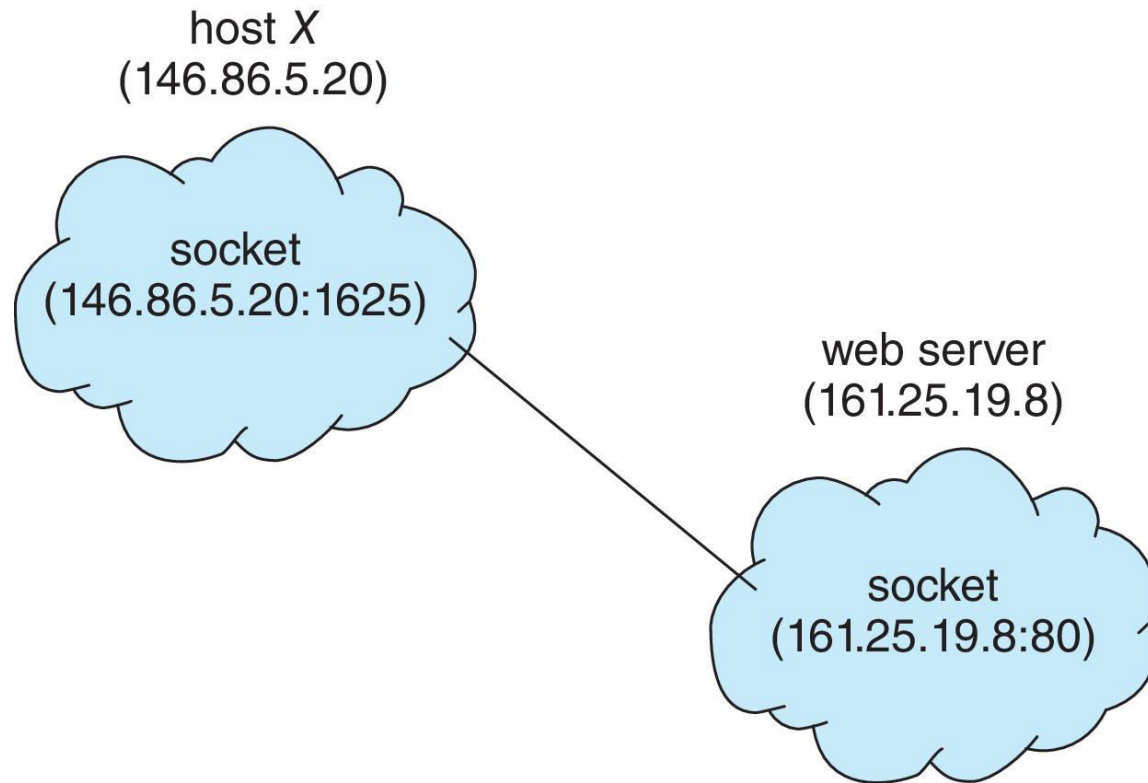 host X
(146.86.5.20)
socket
(146.86.5.20:1625)
web server
(161.25.19.8)
socket
(161.25.19.8:80)